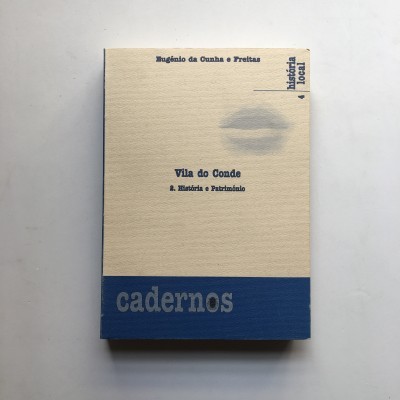 Eugénio da Cunha e Freitas
história
local
4
Vila do Conde
2. História e Património
cadernos